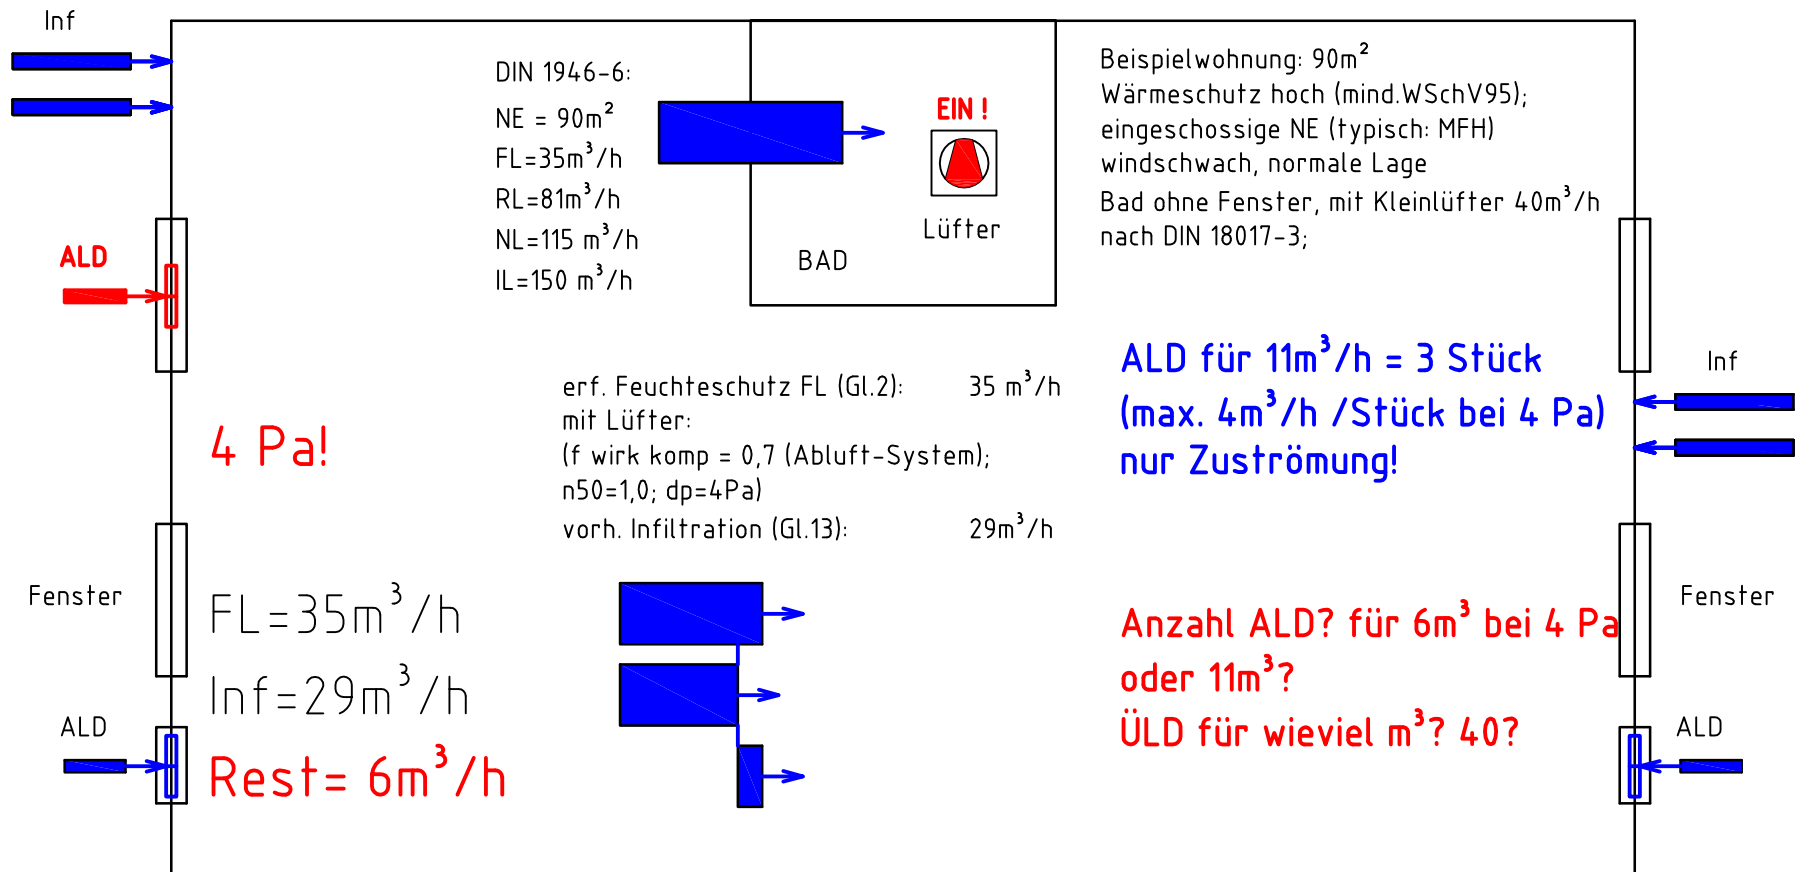 Inf
DIN 1946-6:
NE = 90m²
FL=35m³/h
RL=81m³/h
NL=115 m³/h
IL=150 m³/h
EIN !
Lüfter
BAD
Beispielwohnung: 90m²
Wärmeschutz hoch (mind.WSchV95);
eingeschossige NE (typisch: MFH)
windschwach, normale Lage
Bad ohne Fenster, mit Kleinlüfter 40m³/h
nach DIN 18017-3;
ALD
4 Pa!
erf. Feuchteschutz FL (Gl.2): 35 m³/h
mit Lüfter:
(f wirk komp = 0,7 (Abluft-System);
n50=1,0; dp=4Pa)
vorh. Infiltration (Gl.13): 29m³/h
ALD für 11m³/h = 3 Stück
(max. 4m³/h /Stück bei 4 Pa)
nur Zuströmung!
Inf
Fenster
FL=35m³/h
Inf=29m³/h
Rest= 6m³/h
ALD
Anzahl ALD? für 6m³ bei 4 Pa
oder 11m³?
ÜLD für wieviel m³? 40?
Fenster
ALD